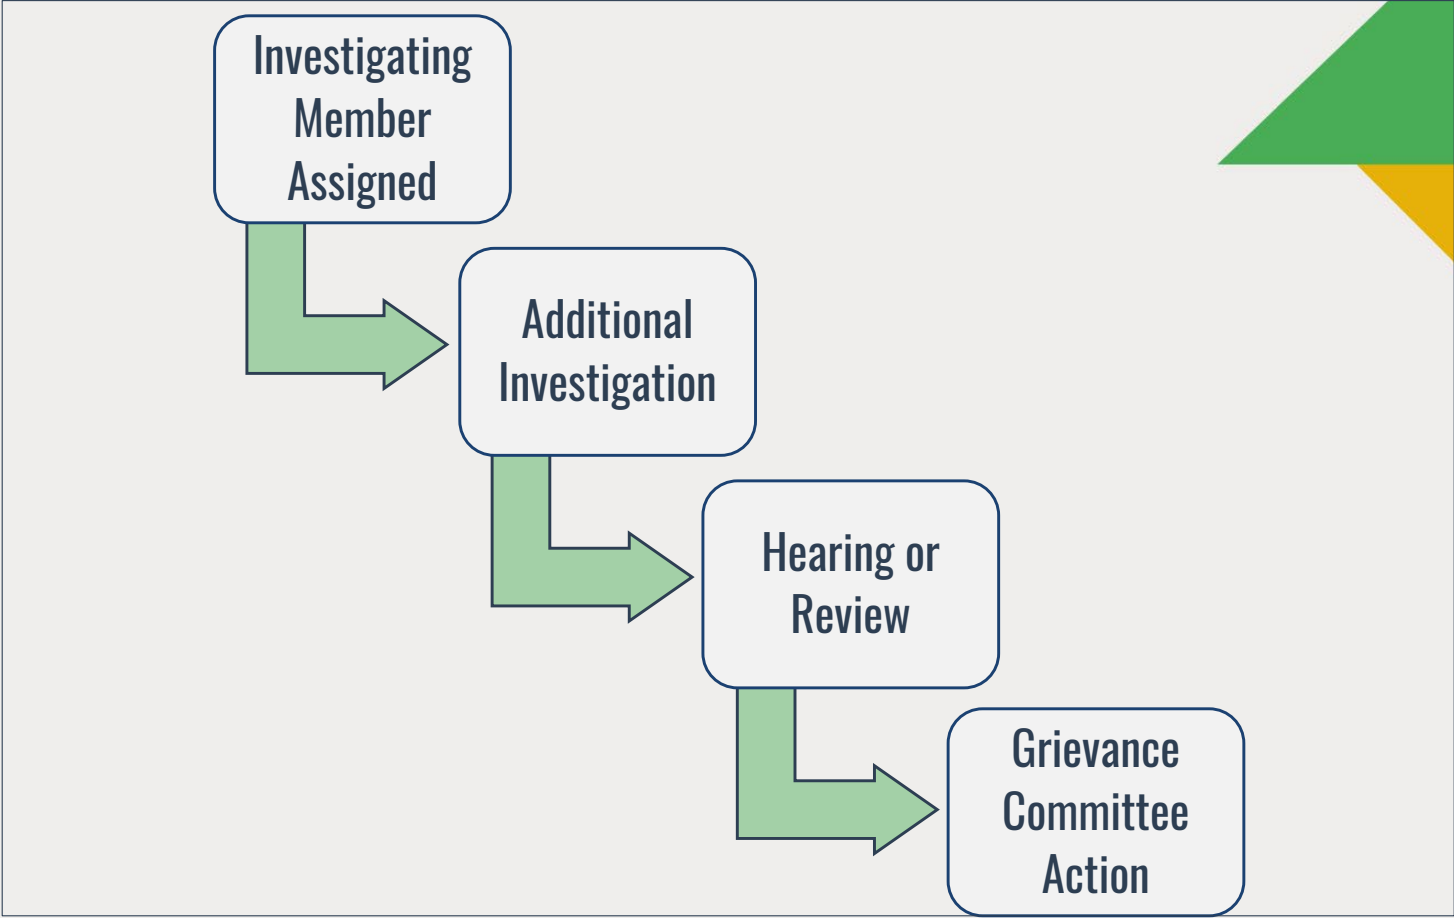 Investigating
Member
Assigned
Additional
Investigation
Hearing or
Review
Grievance
Committee
Action